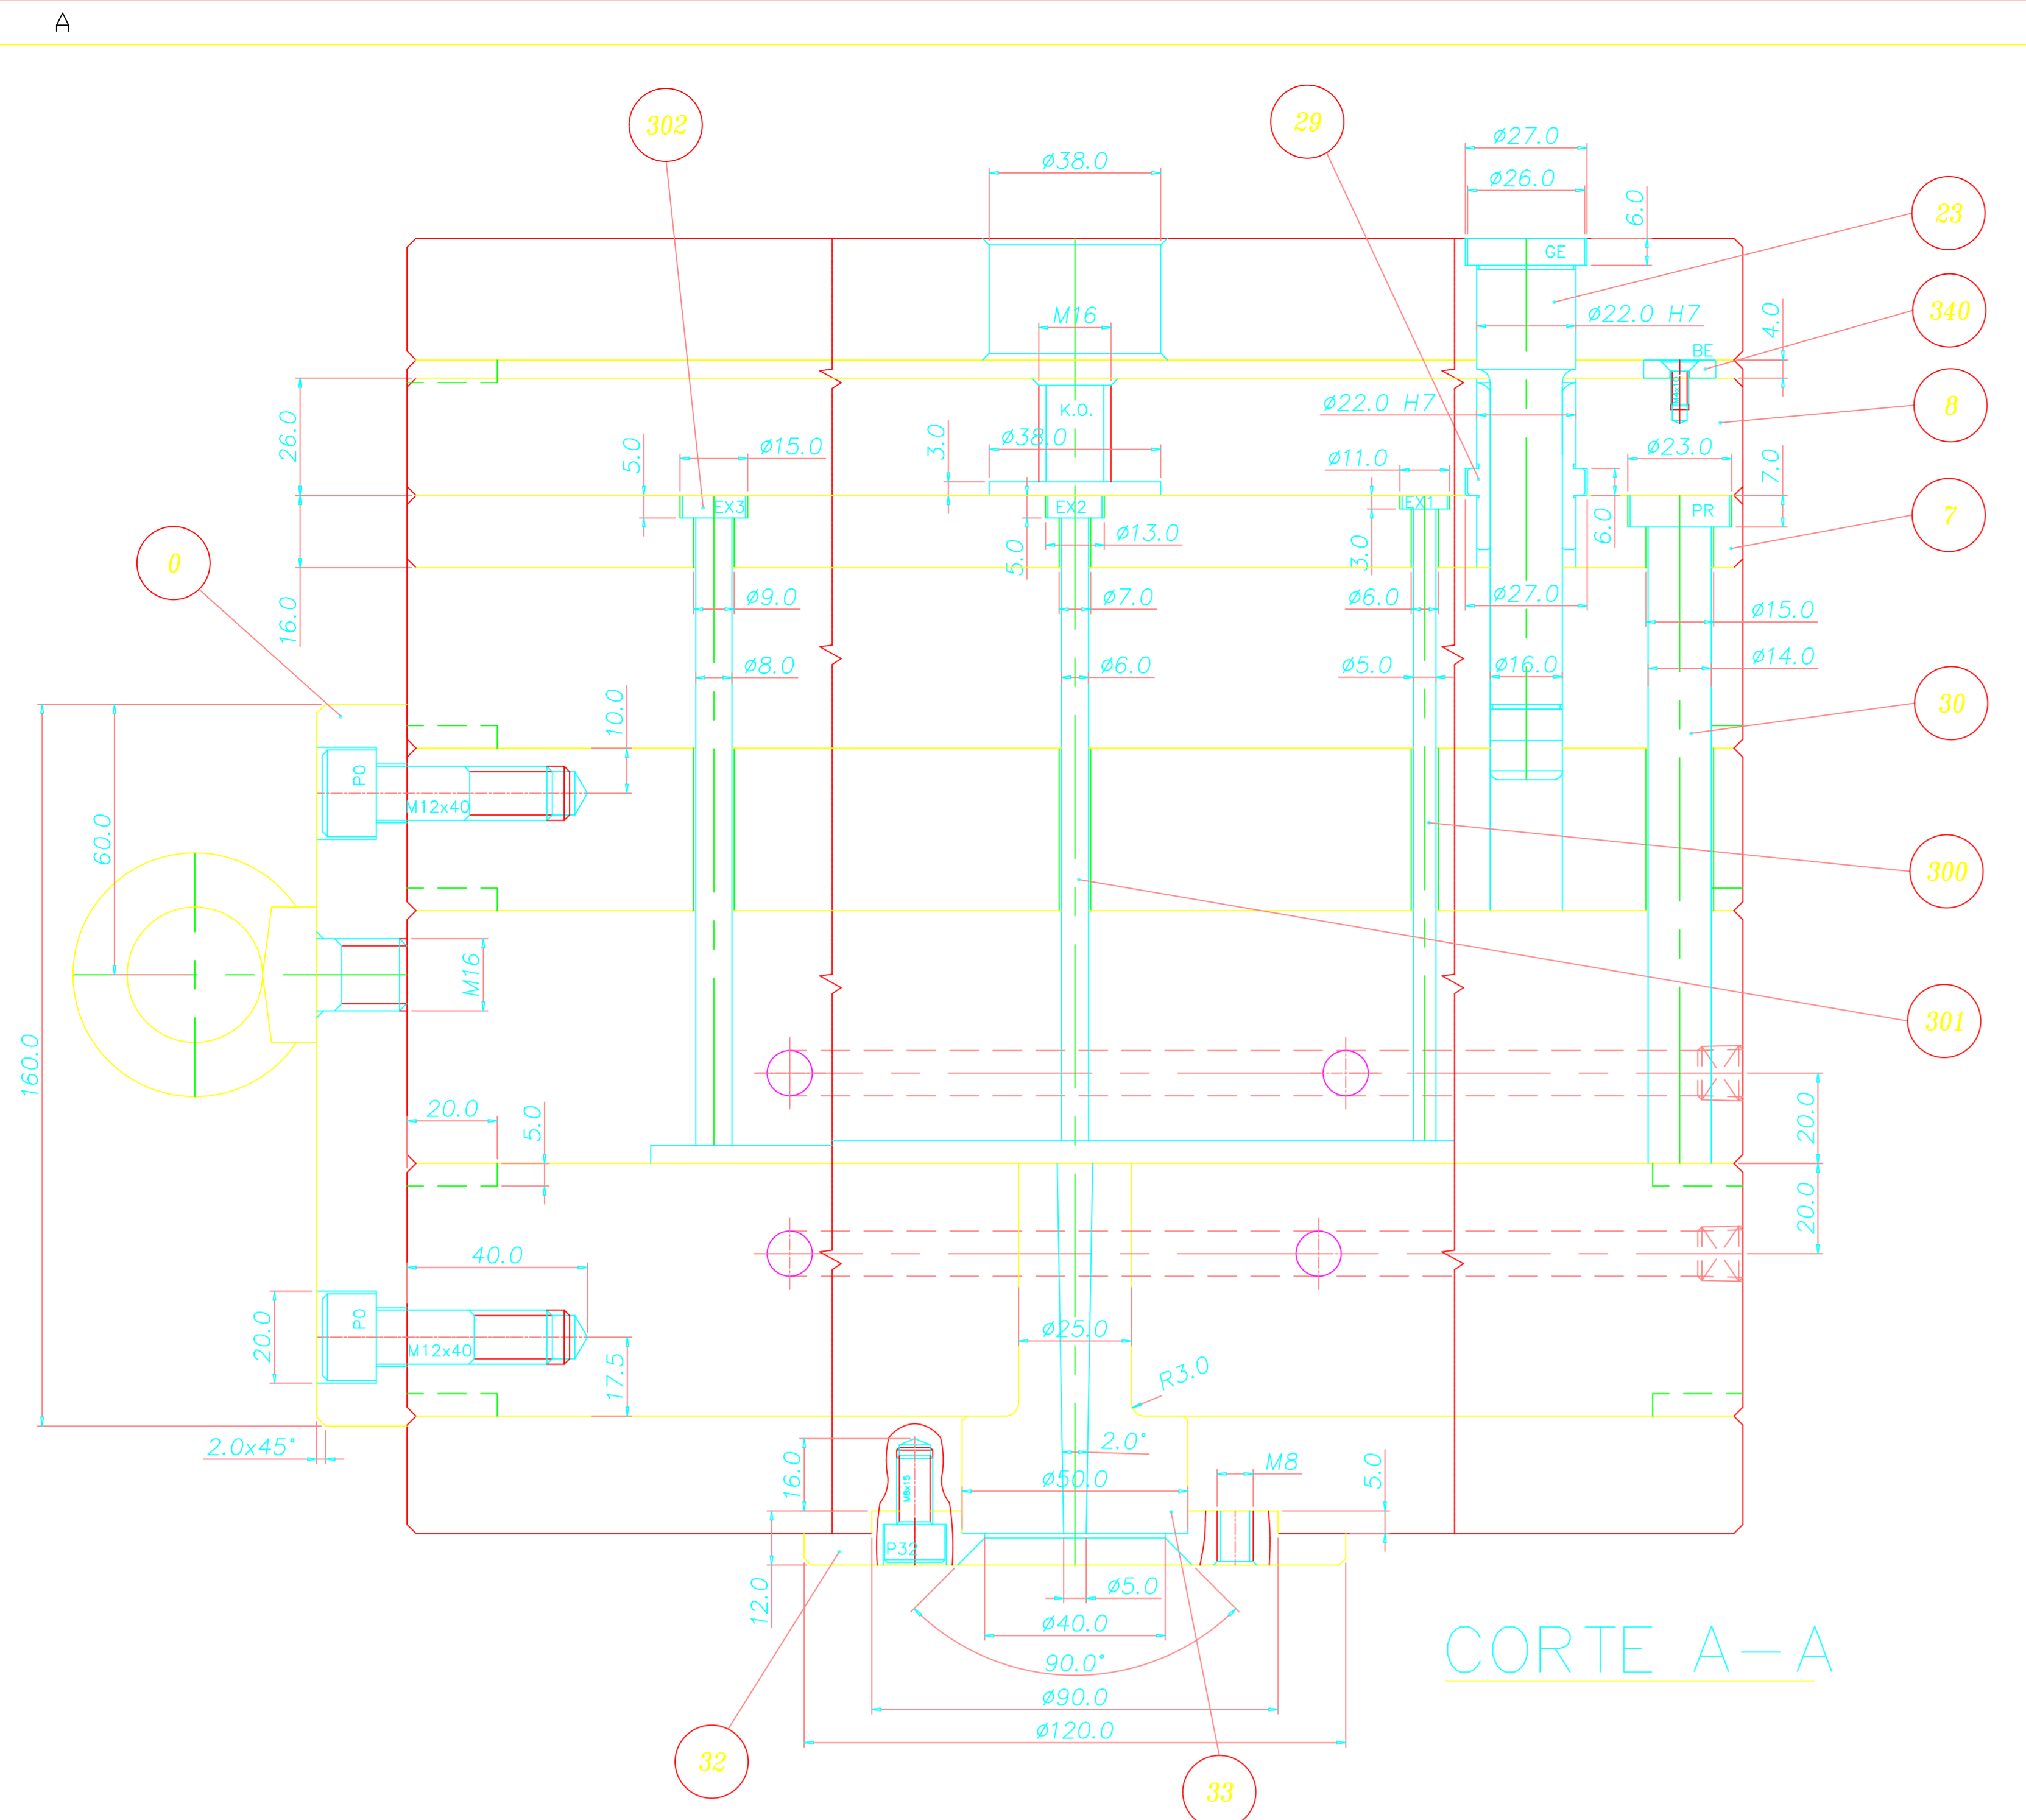 A
302
29
ø27.0
ø38.0
ø26.0
6.0
23
GE
M16
ø22.0 H7
340
BE
4.0
M4x10
K.O.
ø22.0 H7
8
26.0
5.0
ø15.0
3.0
ø38.0
ø11.0
ø23.0
7.0
EX3
EX2
EX1
PR
7
0
5.0
ø13.0
3.0
6.0
16.0
ø9.0
ø7.0
ø6.0
ø27.0
ø15.0
ø8.0
ø6.0
ø5.0
ø16.0
ø14.0
10.0
30
PO
M12x40
60.0
300
M16
301
160.0
20.0
5.0
20.0
20.0
40.0
PO
M12x40
20.0
17.5
ø25.0
R3.0
2.0x45°
2.0°
M8
16.0
M8x15
ø50.0
5.0
P32
12.0
ø5.0
ø40.0
90.0°
ø90.0
ø120.0
CORTE A-A
32
33